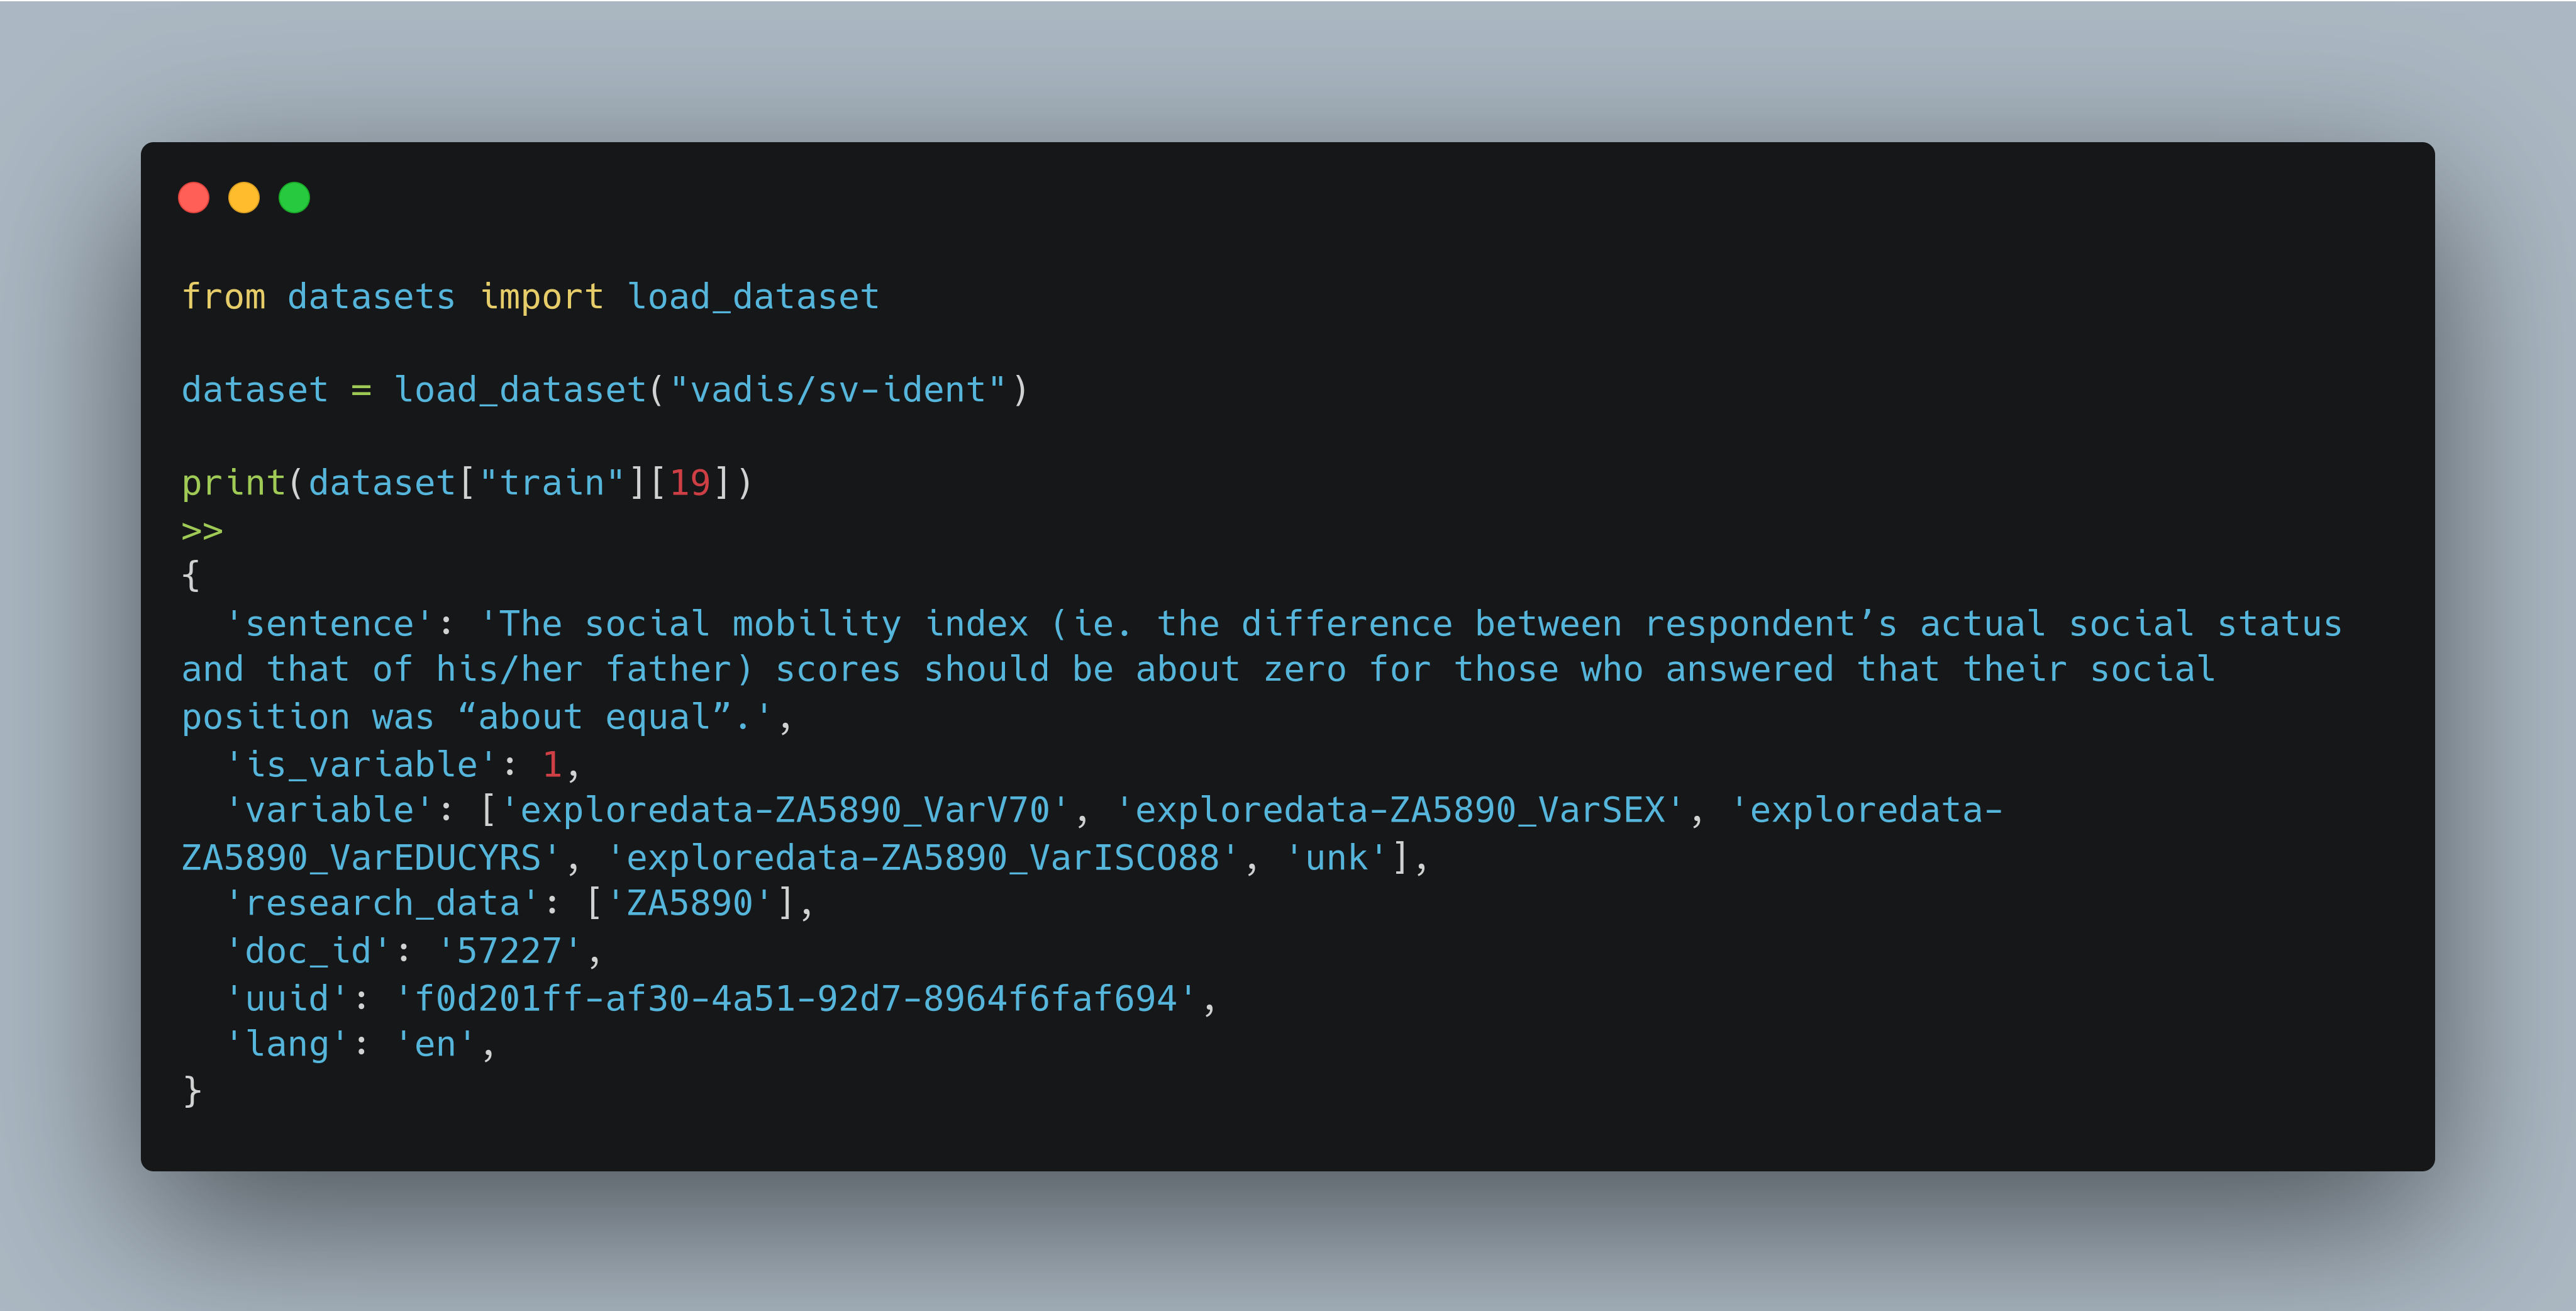 from datasets import load_dataset
dataset = load_dataset("vadis/sv-ident")
print(dataset["train"][19])
>>
{
  'sentence': 'The social mobility index (ie. the difference between respondent’s actual social status
and that of his/her father) scores should be about zero for those who answered that their social
position was “about equal”.',
  'is_variable': 1,
  'variable': ['exploredata-ZA5890_VarV70', 'exploredata-ZA5890_VarSEX', 'exploredata-
ZA5890_VarEDUCYRS', 'exploredata-ZA5890_VarISCO88', 'unk'],
  'research_data': ['ZA5890'],
  'doc_id': '57227',
  'uuid': 'f0d201ff-af30-4a51-92d7-8964f6faf694',
  'lang': 'en',
}